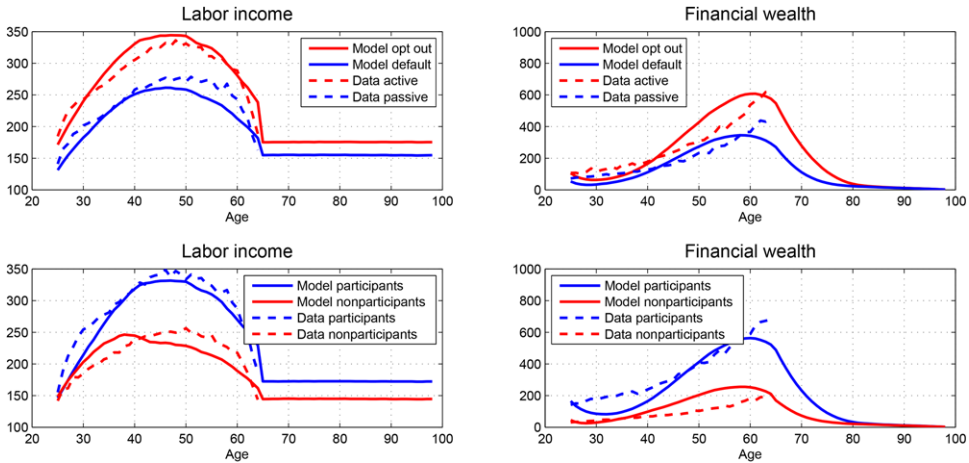 Labor income
350
300
250
200
150
100
20 30 40 50 60 70 80 90 100
Age
Model opt out
Model default
Data active
Data passive
Financial wealth
1000
800
600
400
200
0
20 30 40 50 60 70 80 90 100
Age
Model opt out
Model default
Data active
Data passive
Labor income
350
300
250
200
150
100
20 30 40 50 60 70 80 90 100
Age
Model participants
Model nonparticipants
Data participants
Data nonparticipants
Financial wealth
1000
800
600
400
200
0
20 30 40 50 60 70 80 90 100
Age
Model participants
Model nonparticipants
Data participants
Data nonparticipants